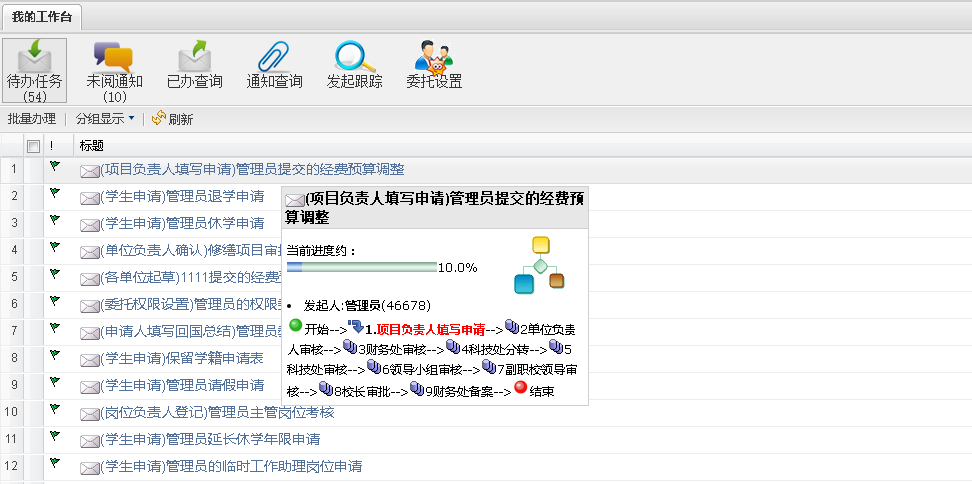 我的工作台
待办任务 未阅通知 已办查询 通知查询 发起跟踪 委托设置
(54) (10)
批量办理 分组显示 刷新
! 标题
1 (项目负责人填写申请)管理员提交的经费预算调整
2 (学生申请)管理员退学申请
3 (学生申请)管理员休学申请
4 (单位负责人确认)修缮项目审
5 (各单位起草)1111提交的经费
6 (委托权限设置)管理员的权限
7 (申请人填写回国总结)管理员
8 (学生申请)保留学籍申请表
9 (学生申请)管理员请假申请
10 (岗位负责人登记)管理员主管岗位考核
11 (学生申请)管理员延长休学年限申请
12 (学生申请)管理员的临时工作助理岗位申请
(项目负责人填写申请)管理员提交的经费预
算调整
当前进度约：
10.0%
• 发起人:管理员(46678)
开始-->1.项目负责人填写申请-->2单位负责
人审核-->3财务处审核-->4科技处分转-->5
科技处审核-->6领导小组审核-->7副职校领导审
核-->8校长审批-->9财务处备案-->结束